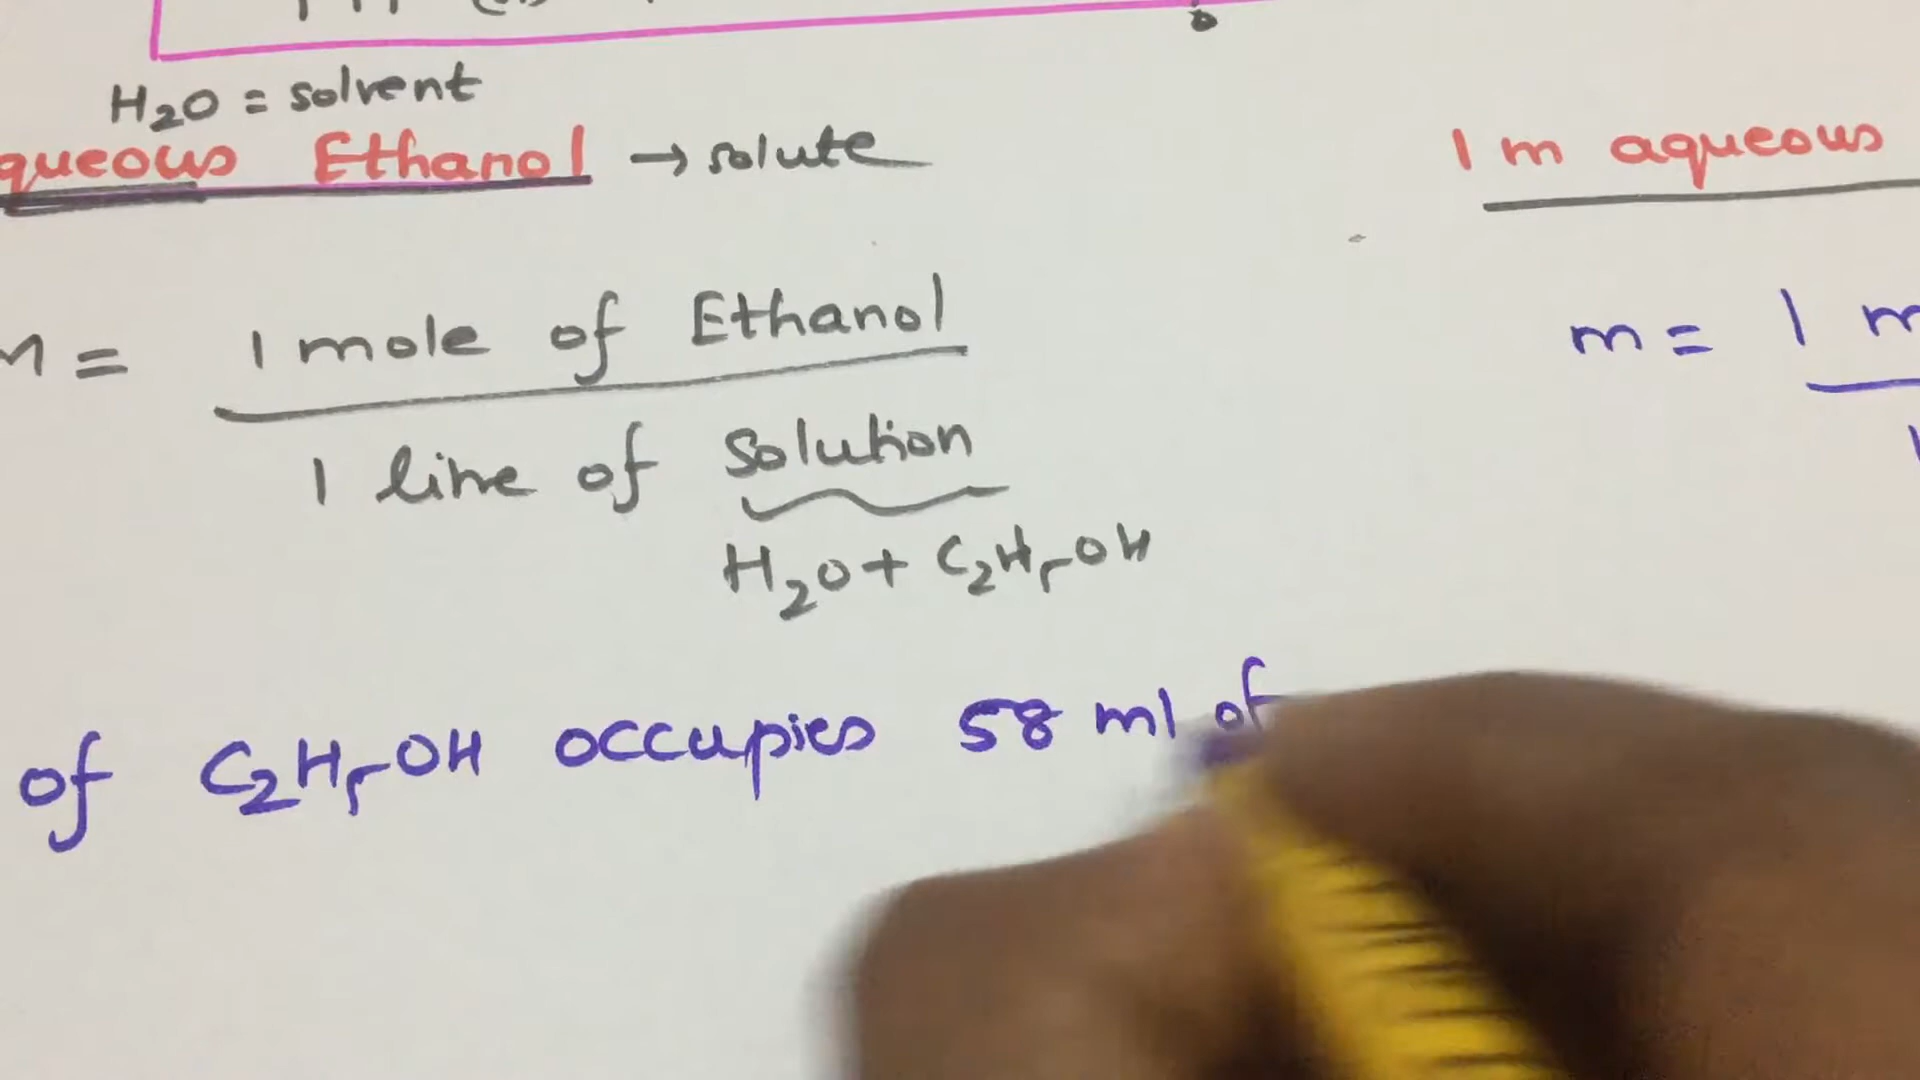 H2O = solvent
queous Ethanol → solute
1 m aqueous
M = 1 mole of Ethanol
1 litre of solution
H2O + C2H5OH
m = 1 m
of C2H5OH occupies 58 ml of